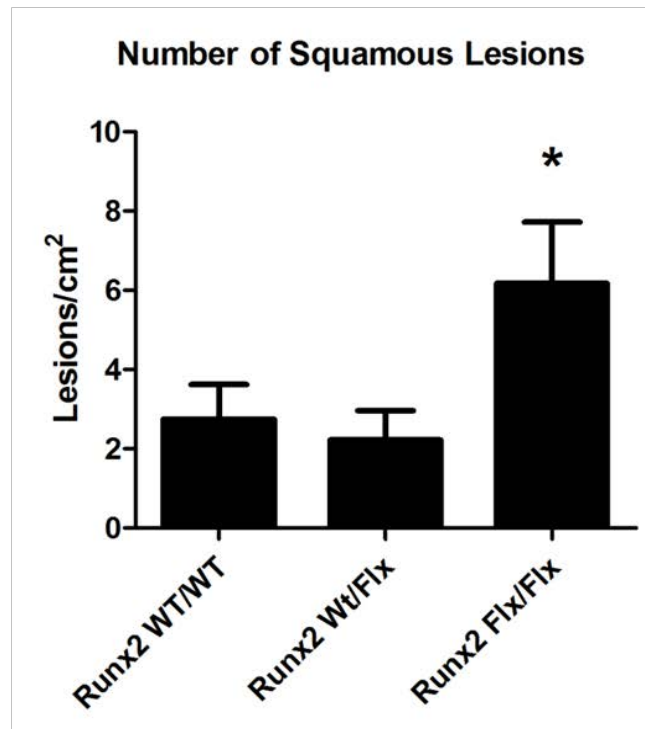 Number of Squamous Lesions
Lesions/cm²
10
8
6
4
2
0
*
Runx2 WT/WT
Runx2 Wt/Flx
Runx2 Flx/Flx